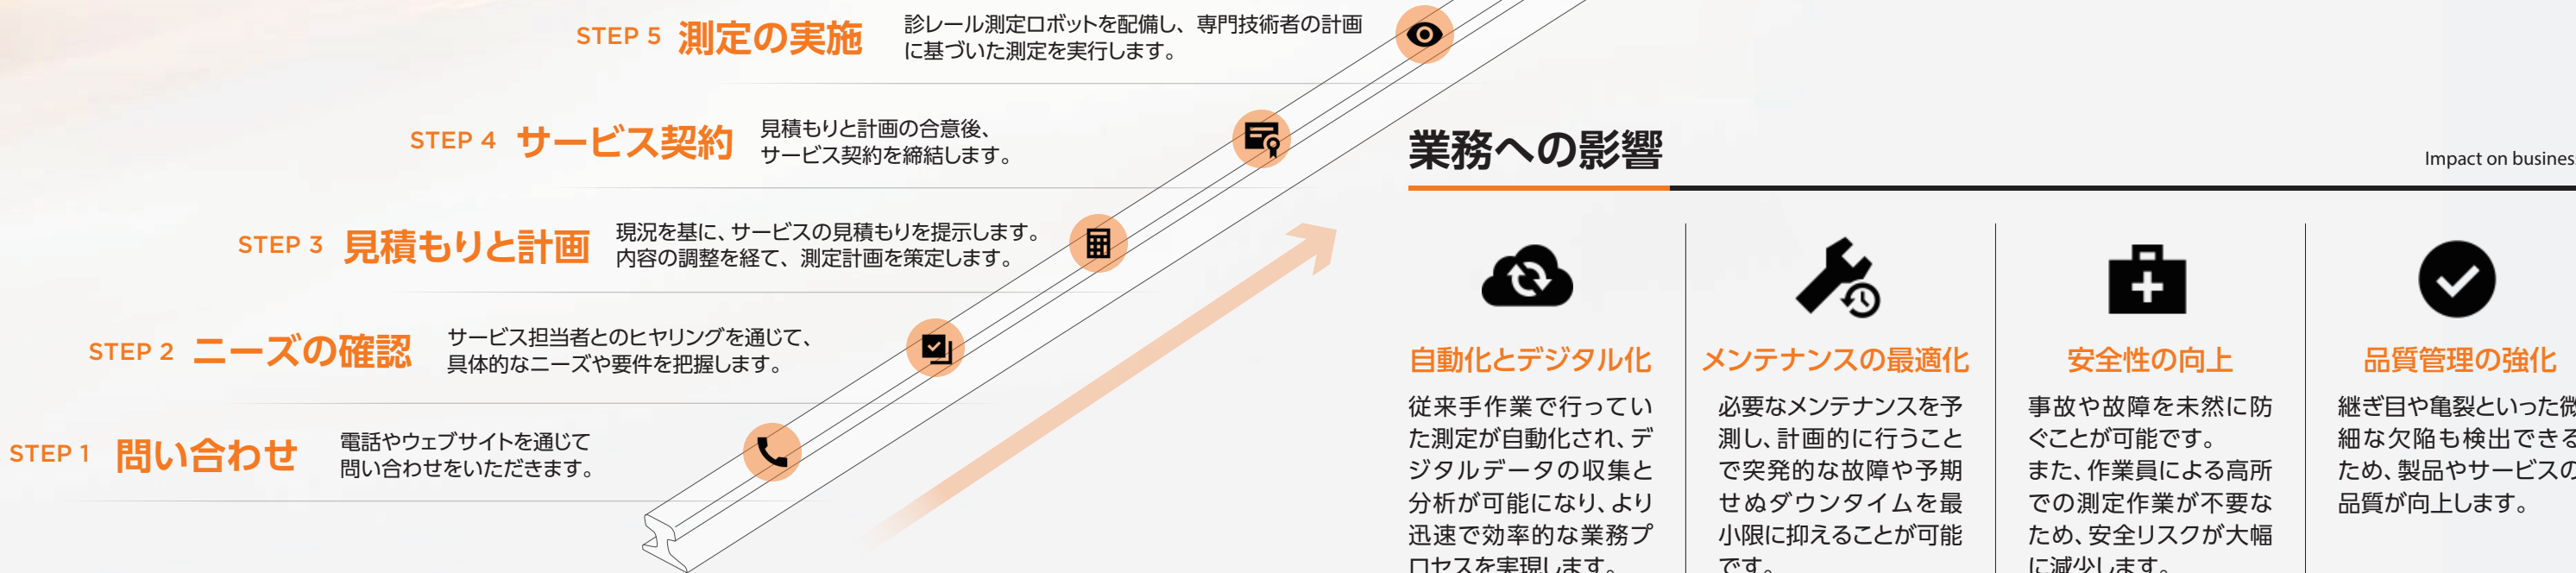 STEP 5 測定の実施
診レール測定ロボットを配備し、専門技術者の計画
に基づいた測定を実行します。
STEP 4 サービス契約
見積もりと計画の合意後、
サービス契約を締結します。
STEP 3 見積もりと計画
現況を基に、サービスの見積もりを提示します。
内容の調整を経て、測定計画を策定します。
STEP 2 ニーズの確認
サービス担当者とのヒヤリングを通じて、
具体的なニーズや要件を把握します。
STEP 1 問い合わせ
電話やウェブサイトを通じて
問い合わせをいただきます。
業務への影響
Impact on busines
自動化とデジタル化
従来手作業で行ってい
た測定が自動化され、デ
ジタルデータの収集と
分析が可能になり、より
迅速で効率的な業務プ
ロセスを実現します。
メンテナンスの最適化
必要なメンテナンスを予
測し、計画的に行うこと
で突発的な故障や予期
せぬダウンタイムを最
小限に抑えることが可能
です。
安全性の向上
事故や故障を未然に防
ぐことが可能です。
また、作業員による高所
での測定作業が不要な
ため、安全リスクが大幅
に減少します。
品質管理の強化
継ぎ目や亀裂といった微
細な欠陥も検出できる
ため、製品やサービスの
品質が向上します。